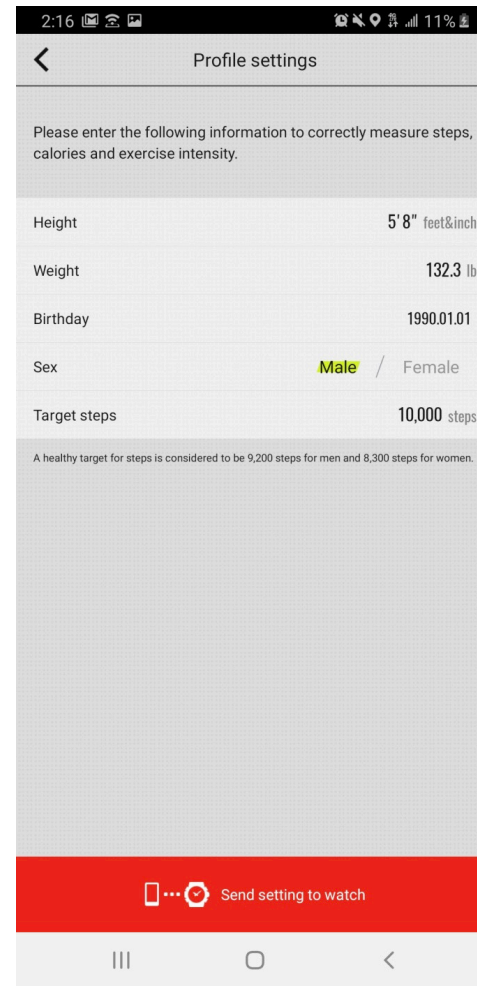 2:16 11%
Profile settings
Please enter the following information to correctly measure steps,
calories and exercise intensity.
Height 5'8" feet&inch
Weight 132.3 lb
Birthday 1990.01.01
Sex Male / Female
Target steps 10,000 steps
A healthy target for steps is considered to be 9,200 steps for men and 8,300 steps for women.
Send setting to watch